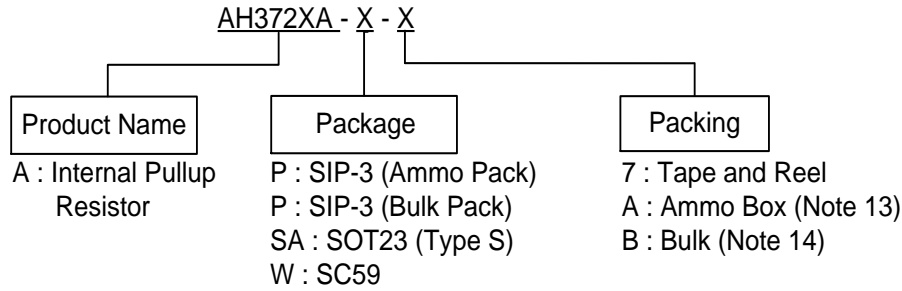 AH372XA - X - X
Product Name
A : Internal Pullup
Resistor
Package
P : SIP-3 (Ammo Pack)
P : SIP-3 (Bulk Pack)
SA : SOT23 (Type S)
W : SC59
Packing
7 : Tape and Reel
A : Ammo Box (Note 13)
B : Bulk (Note 14)